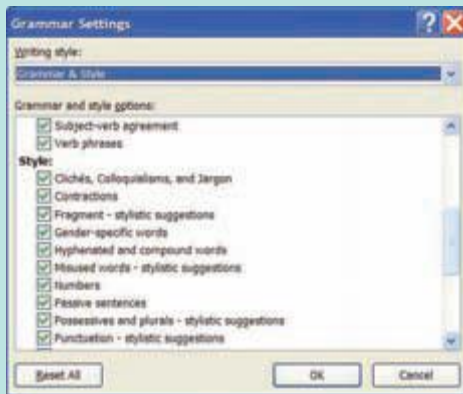 Grammar Settings
Writing style:
Grammar & Style
Grammar and style options:
Subject-verb agreement
Verb phrases
Style:
Clichés, Colloquialisms, and Jargon
Contractions
Fragment - stylistic suggestions
Gender-specific words
Hyphenated and compound words
Misused words - stylistic suggestions
Numbers
Passive sentences
Possessives and plurals - stylistic suggestions
Punctuation - stylistic suggestions
Reset All OK Cancel